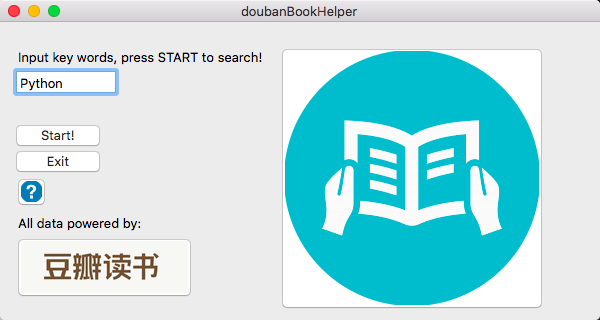 doubanBookHelper
Input key words, press START to search!
Python
Start!
Exit
?
All data powered by:
豆瓣读书